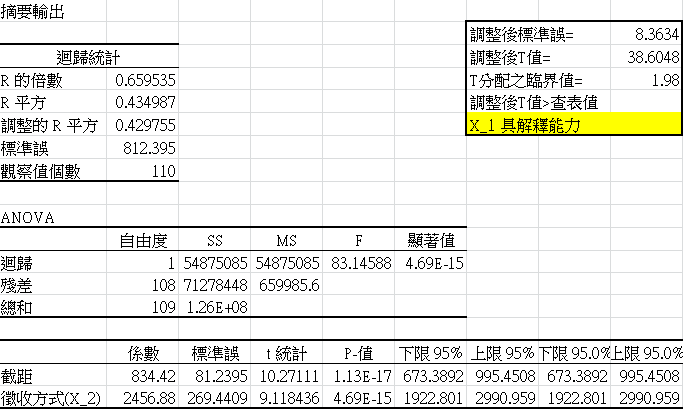 摘要輸出
調整後標準誤= 8.3634
迴歸統計 調整後T值= 38.6048
R 的倍數 0.659535 T分配之臨界值= 1.98
R 平方 0.434987 調整後T值>查表值
調整的 R 平方 0.429755 X_1 具解釋能力
標準誤 812.395
觀察值個數 110
ANOVA
自由度 SS MS F 顯著值
迴歸 1 54875085 54875085 83.14588 4.69E-15
殘差 108 71278448 659985.6
總和 109 1.26E+08
係數 標準誤 t 統計 P-值 下限 95% 上限 95% 下限 95.0% 上限 95.0%
截距 834.42 81.2395 10.27111 1.13E-17 673.3892 995.4508 673.3892 995.4508
徵收方式(X_2) 2456.88 269.4409 9.118436 4.69E-15 1922.801 2990.959 1922.801 2990.959